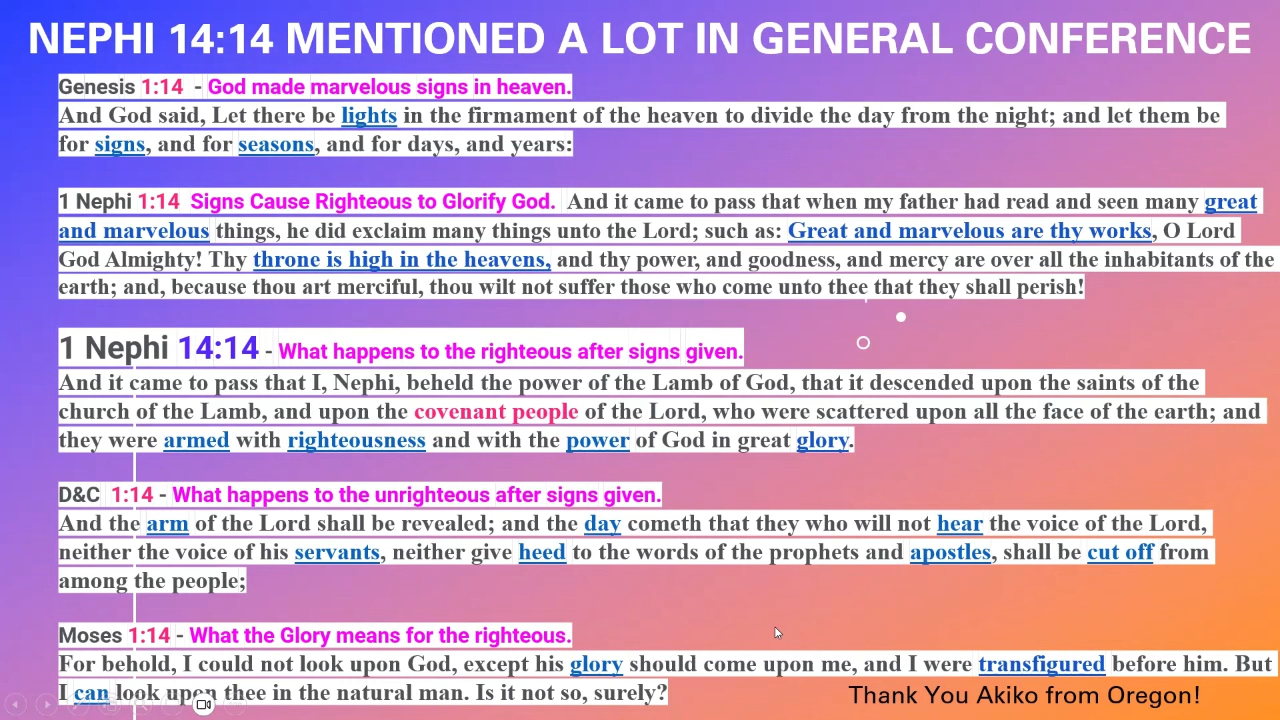 NEPHI 14:14 MENTIONED A LOT IN GENERAL CONFERENCE
Genesis 1:14 - God made marvelous signs in heaven.
And God said, Let there be lights in the firmament of the heaven to divide the day from the night; and let them be
for signs, and for seasons, and for days, and years:
1 Nephi 1:14 Signs Cause Righteous to Glorify God. And it came to pass that when my father had read and seen many great
and marvelous things, he did exclaim many things unto the Lord; such as: Great and marvelous are thy works, O Lord
God Almighty! Thy throne is high in the heavens, and thy power, and goodness, and mercy are over all the inhabitants of the
earth; and, because thou art merciful, thou wilt not suffer those who come unto thee that they shall perish!
1 Nephi 14:14 - What happens to the righteous after signs given.
And it came to pass that I, Nephi, beheld the power of the Lamb of God, that it descended upon the saints of the
church of the Lamb, and upon the covenant people of the Lord, who were scattered upon all the face of the earth; and
they were armed with righteousness and with the power of God in great glory.
D&C 1:14 - What happens to the unrighteous after signs given.
And the arm of the Lord shall be revealed; and the day cometh that they who will not hear the voice of the Lord,
neither the voice of his servants, neither give heed to the words of the prophets and apostles, shall be cut off from
among the people;
Moses 1:14 - What the Glory means for the righteous.
For behold, I could not look upon God, except his glory should come upon me, and I were transfigured before him. But
I can look upon thee in the natural man. Is it not so, surely?
Thank You Akiko from Oregon!